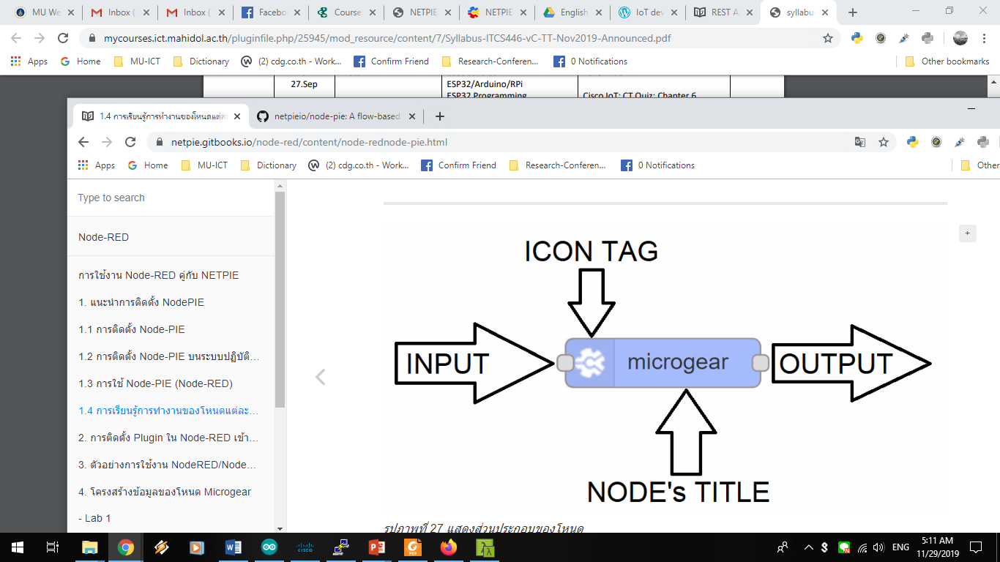 MU We
Inbox (
Inbox (
Facebo
Course
NETPIE
NETPIE
English
IoT dev
REST A
syllabu
mycourses.ict.mahidol.ac.th/pluginfile.php/25945/mod_resource/content/7/Syllabus-ITCS446-vC-TT-Nov2019-Announced.pdf
Apps
Home
MU-ICT
Dictionary
(2) cdg.co.th - Work...
Confirm Friend
Research-Conferen...
0 Notifications
Other bookmarks
27.Sep
ESP32/Arduino/RPi
ESP32 Programming
Cisco IoT: CT Quiz: Chapter 6
1.4 การเรียนรู้การทำงานของโหนดแต่ละ
netpieio/node-pie: A flow-based
netpie.gitbooks.io/node-red/content/node-rednode-pie.html
Apps
Home
MU-ICT
Dictionary
(2) cdg.co.th - Work...
Confirm Friend
Research-Conferen...
0 Notifications
Other
Type to search
Node-RED
การใช้งาน Node-RED คู่กับ NETPIE
1. แนะนำการติดตั้ง NodePIE
1.1 การติดตั้ง Node-PIE
1.2 การติดตั้ง Node-PIE บนระบบปฏิบัติ...
1.3 การใช้ Node-PIE (Node-RED)
1.4 การเรียนรู้การทำงานของโหนดแต่ละ...
2. การติดตั้ง Plugin ใน Node-RED เข้า...
3. ตัวอย่างการใช้งาน NodeRED/Node...
4. โครงสร้างข้อมูลของโหนด Microgear
- Lab 1
+
ICON TAG
INPUT
microgear
OUTPUT
NODE's TITLE
รูปภาพที่ 27 แสดงส่วนประกอบของโหนด
ENG
5:11 AM
11/29/2019